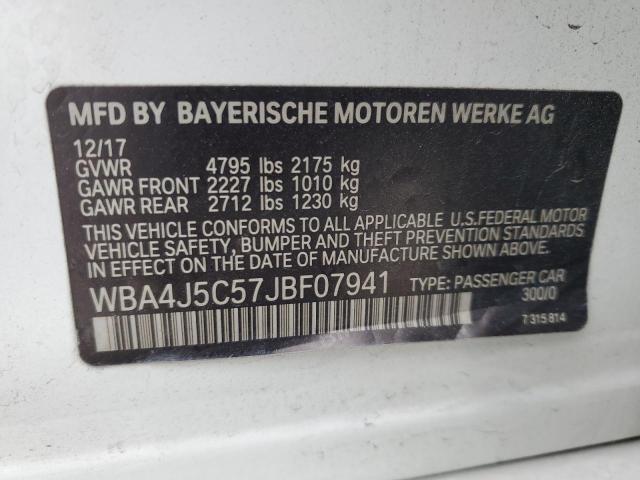 MFD BY BAYERISCHE MOTOREN WERKE AG
12/17
GVWR 4795 lbs 2175 kg
GAWR FRONT 2227 lbs 1010 kg
GAWR REAR 2712 lbs 1230 kg
THIS VEHICLE CONFORMS TO ALL APPLICABLE U.S.FEDERAL MOTOR
VEHICLE SAFETY, BUMPER AND THEFT PREVENTION STANDARDS
IN EFFECT ON THE DATE OF MANUFACTURE SHOWN ABOVE.
WBA4J5C57JBF07941 TYPE: PASSENGER CAR
300/0
7 315 814